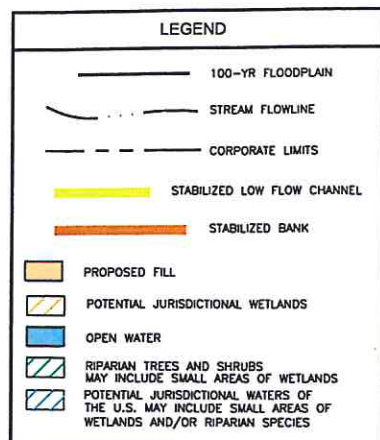 LEGEND
100-YR FLOODPLAIN
STREAM FLOWLINE
CORPORATE LIMITS
STABILIZED LOW FLOW CHANNEL
STABILIZED BANK
PROPOSED FILL
POTENTIAL JURISDICTIONAL WETLANDS
OPEN WATER
RIPARIAN TREES AND SHRUBS
MAY INCLUDE SMALL AREAS OF WETLANDS
POTENTIAL JURISDICTIONAL WATERS OF
THE U.S. MAY INCLUDE SMALL AREAS OF
WETLANDS AND/OR RIPARIAN SPECIES